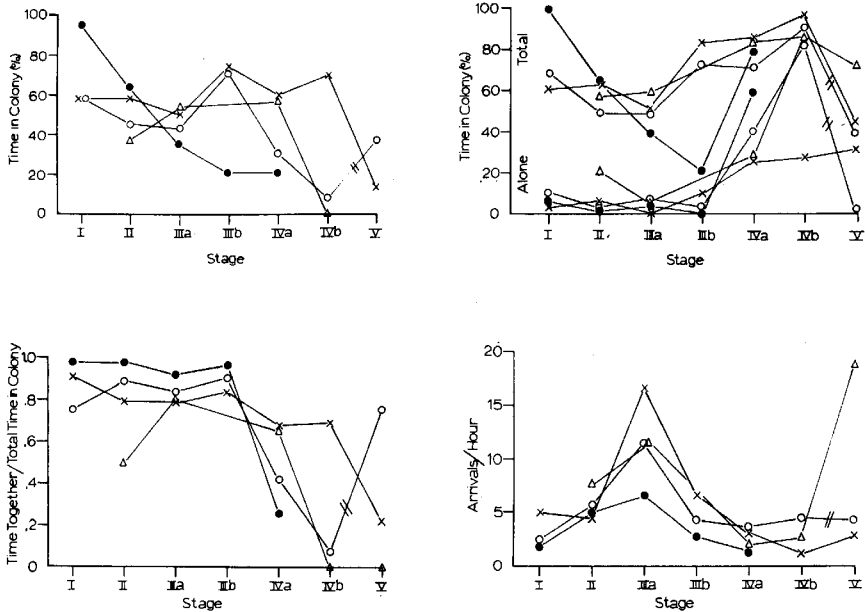 Time in Colony (%)
100
80
60
40
20
0
I II IIIa IIIb IVa IVb V
Stage
Time in Colony (%)
Alone Total
100
80
60
40
20
0
I II IIIa IIIb IVa IVb V
Stage
Time Together/Total Time in Colony
1.0
.8
.6
.4
.2
0
I II IIIa IIIb IVa IVb V
Stage
Arrivals/Hour
20
15
10
5
0
I II IIIa IIIb IVa IVb V
Stage